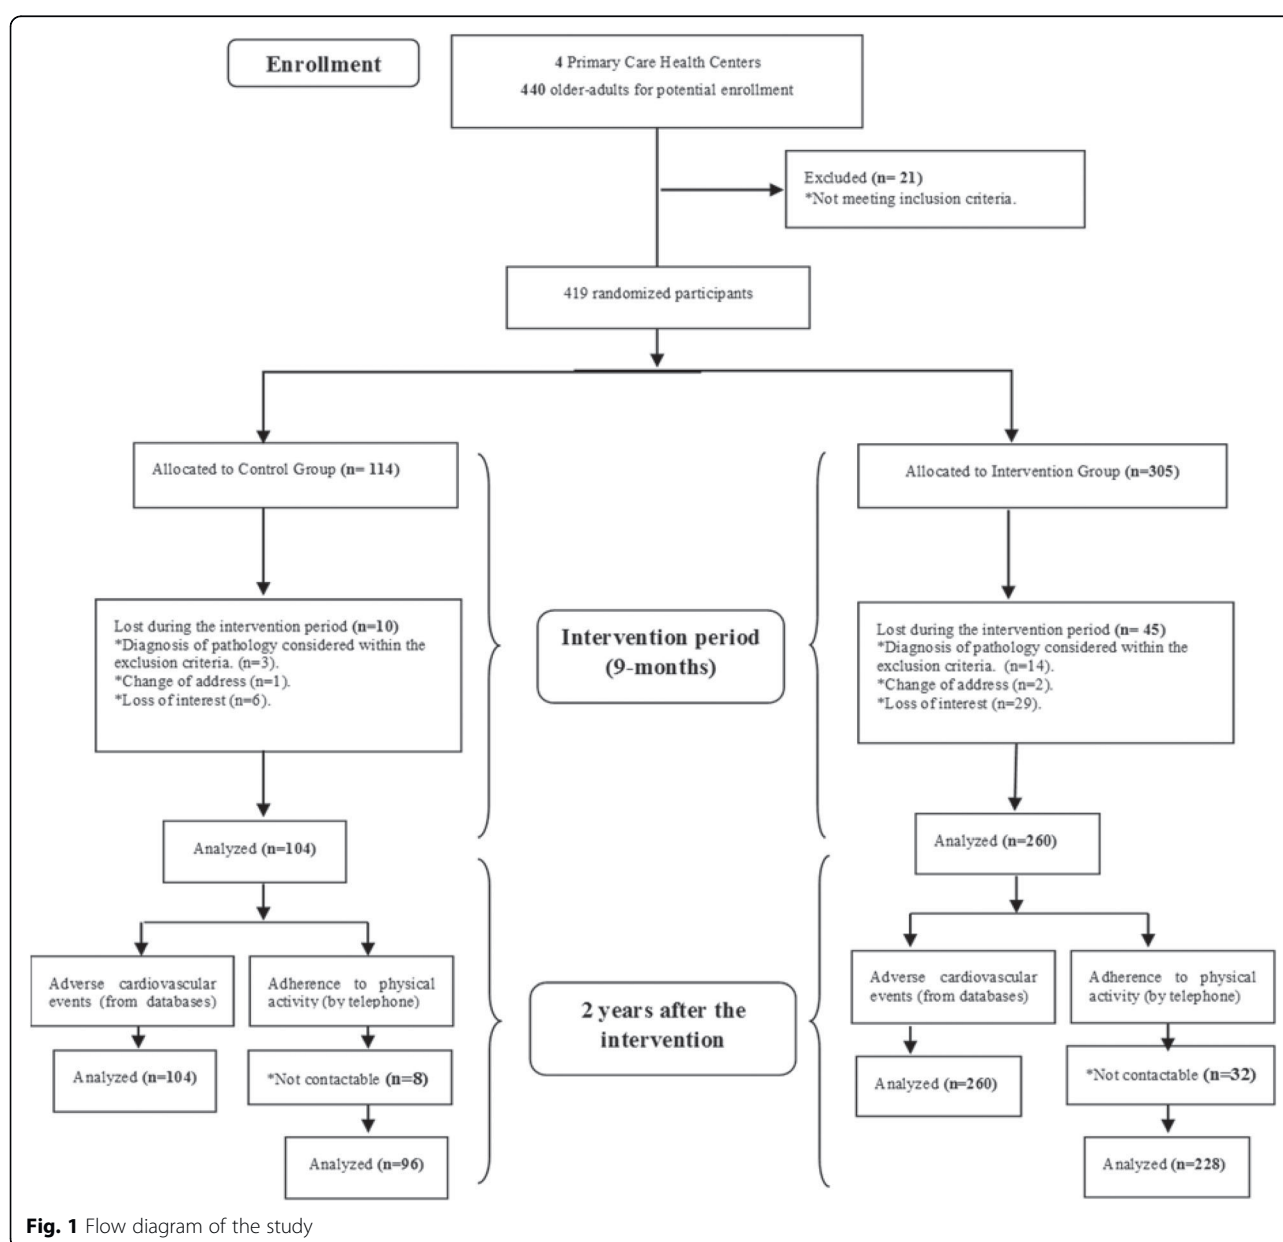 Enrollment
4 Primary Care Health Centers
440 older-adults for potential enrollment
Excluded (n= 21)
*Not meeting inclusion criteria.
419 randomized participants
Allocated to Control Group (n= 114)
Allocated to Intervention Group (n=305)
Lost during the intervention period (n=10)
*Diagnosis of pathology considered within the
exclusion criteria. (n=3).
*Change of address (n=1).
*Loss of interest (n=6).
Intervention period
(9-months)
Lost during the intervention period (n= 45)
*Diagnosis of pathology considered within the
exclusion criteria. (n=14).
*Change of address (n=2).
*Loss of interest (n=29).
Analyzed (n=104)
Analyzed (n=260)
Adverse cardiovascular
events (from databases)
Adherence to physical
activity (by telephone)
2 years after the
intervention
Adverse cardiovascular
events (from databases)
Adherence to physical
activity (by telephone)
Analyzed (n=104)
*Not contactable (n=8)
Analyzed (n=260)
*Not contactable (n=32)
Analyzed (n=96)
Analyzed (n=228)
Fig. 1 Flow diagram of the study